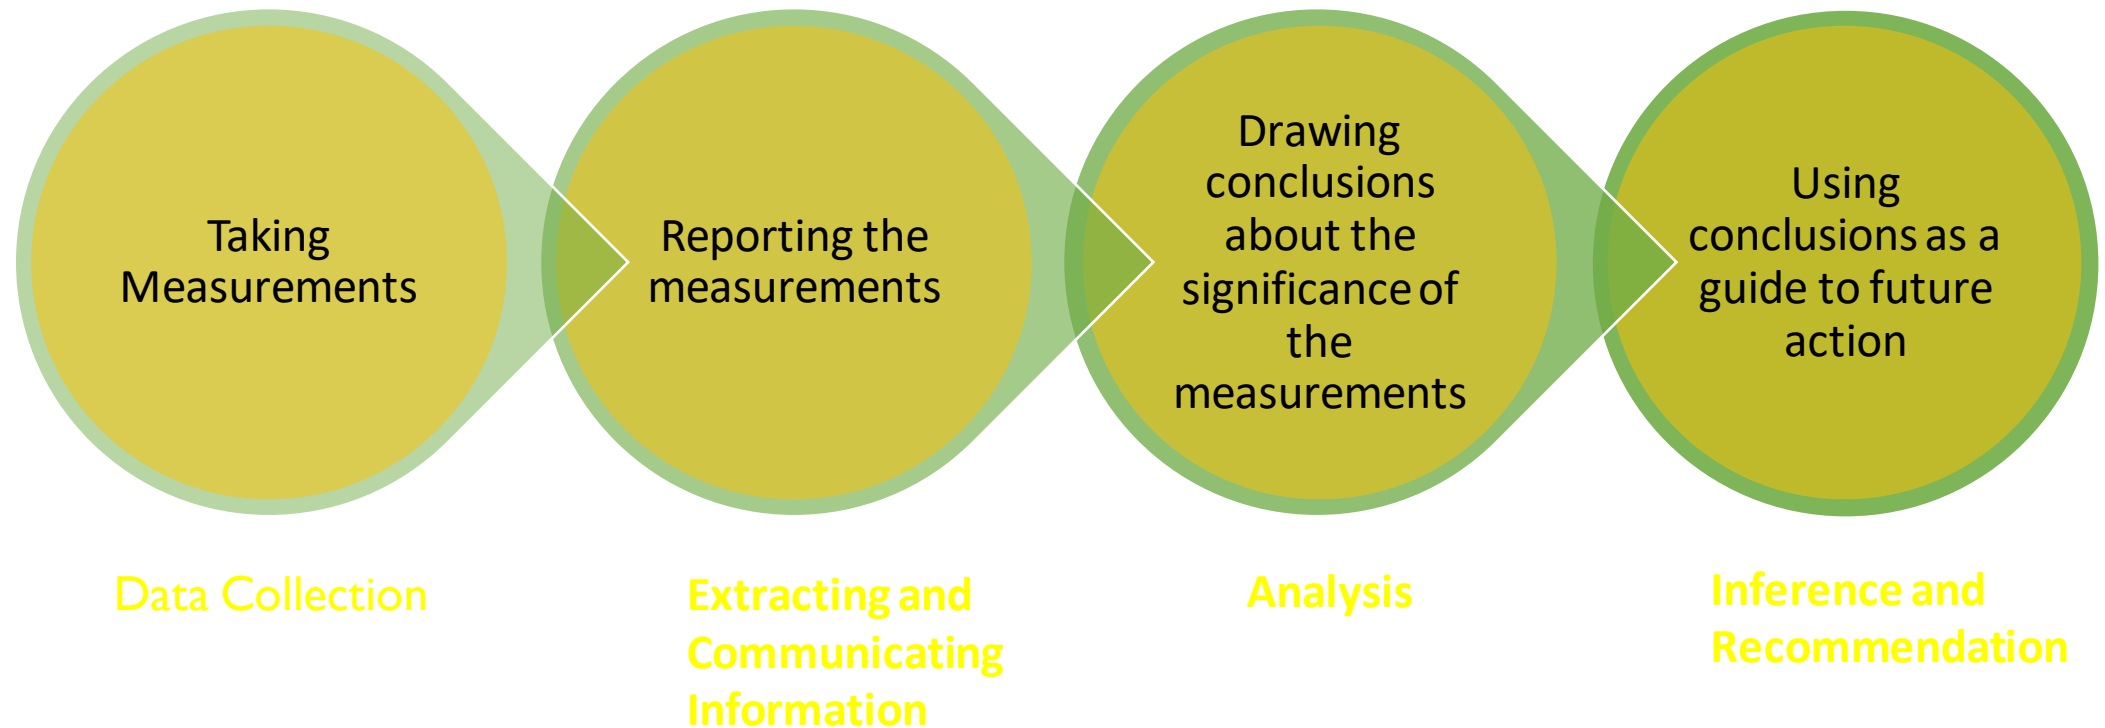 Taking
Measurements
Reporting the
measurements
Drawing
conclusions
about the
significance of
the
measurements
Using
conclusions as a
guide to future
action
Data Collection
Extracting and
Communicating
Information
Analysis
Inference and
Recommendation